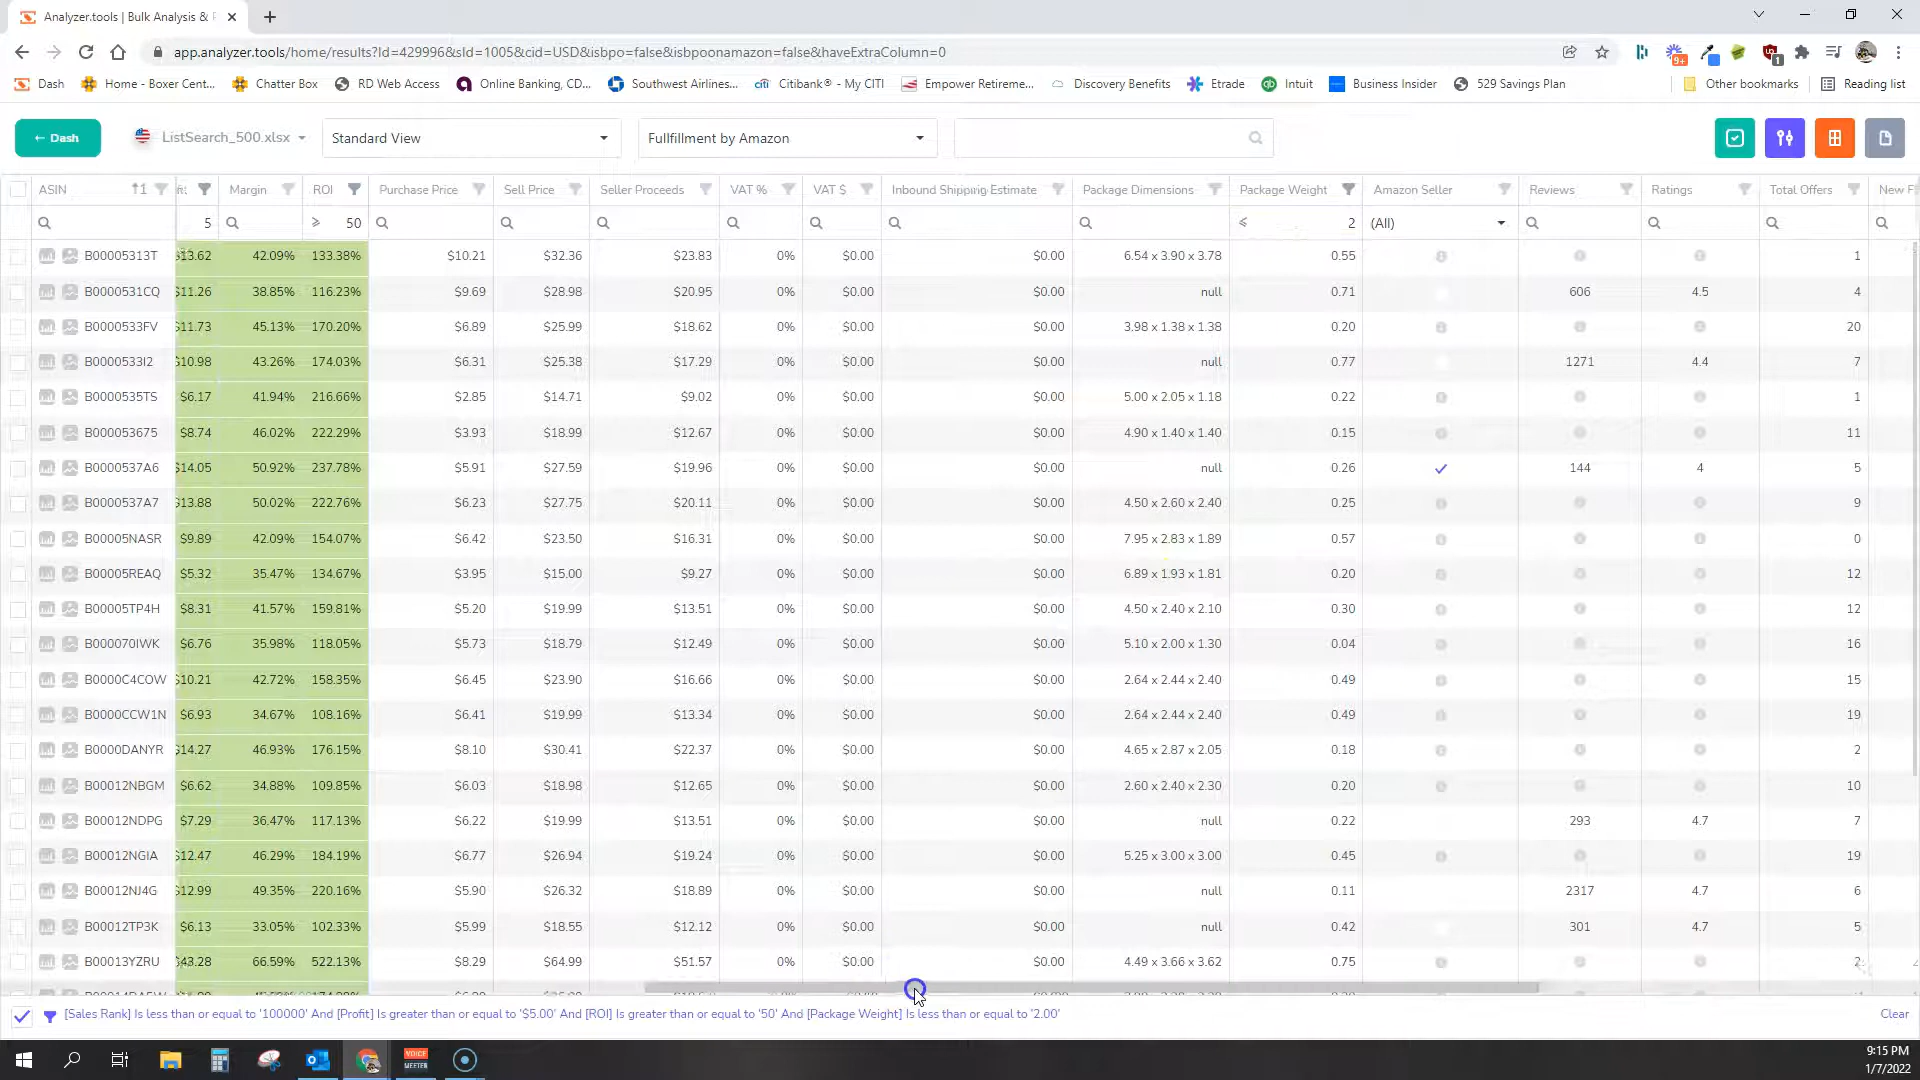 Analyzer.tools | Bulk Analysis &
app.analyzer.tools/home/results?Id=429996&sId=1005&cid=USD&isbpo=false&isbpoonamazon=false&haveExtraColumn=0
9+ 1
Dash Home - Boxer Cent... Chatter Box RD Web Access Online Banking, CD... Southwest Airlines... citi Citibank® - My CITI Empower Retireme... Discovery Benefits Etrade Intuit Business Insider 529 Savings Plan Other bookmarks Reading list
← Dash ListSearch_500.xlsx Standard View Fullfillment by Amazon
ASIN 1 Margin ROI Purchase Price Sell Price Seller Proceeds VAT % VAT $ Inbound Shipping Estimate Package Dimensions Package Weight Amazon Seller Reviews Ratings Total Offers New F
5 ≥ 50 ≤ 2 (All)
B00005313T $13.62 42.09% 133.38% $10.21 $32.36 $23.83 0% $0.00 $0.00 6.54 x 3.90 x 3.78 0.55 1
B0000531CQ $11.26 38.85% 116.23% $9.69 $28.98 $20.95 0% $0.00 $0.00 null 0.71 606 4.5 4
B0000533FV $11.73 45.13% 170.20% $6.89 $25.99 $18.62 0% $0.00 $0.00 3.98 x 1.38 x 1.38 0.20 20
B0000533I2 $10.98 43.26% 174.03% $6.31 $25.38 $17.29 0% $0.00 $0.00 null 0.77 1271 4.4 7
B0000535TS $6.17 41.94% 216.66% $2.85 $14.71 $9.02 0% $0.00 $0.00 5.00 x 2.05 x 1.18 0.22 1
B000053675 $8.74 46.02% 222.29% $3.93 $18.99 $12.67 0% $0.00 $0.00 4.90 x 1.40 x 1.40 0.15 11
B0000537A6 $14.05 50.92% 237.78% $5.91 $27.59 $19.96 0% $0.00 $0.00 null 0.26 144 4 5
B0000537A7 $13.88 50.02% 222.76% $6.23 $27.75 $20.11 0% $0.00 $0.00 4.50 x 2.60 x 2.40 0.25 9
B00005NASR $9.89 42.09% 154.07% $6.42 $23.50 $16.31 0% $0.00 $0.00 7.95 x 2.83 x 1.89 0.57 0
B00005REAQ $5.32 35.47% 134.67% $3.95 $15.00 $9.27 0% $0.00 $0.00 6.89 x 1.93 x 1.81 0.20 12
B00005TP4H $8.31 41.57% 159.81% $5.20 $19.99 $13.51 0% $0.00 $0.00 4.50 x 2.40 x 2.10 0.30 12
B000070IWK $6.76 35.98% 118.05% $5.73 $18.79 $12.49 0% $0.00 $0.00 5.10 x 2.00 x 1.30 0.04 16
B0000C4COW $10.21 42.72% 158.35% $6.45 $23.90 $16.66 0% $0.00 $0.00 2.64 x 2.44 x 2.40 0.49 15
B0000CCW1N $6.93 34.67% 108.16% $6.41 $19.99 $13.34 0% $0.00 $0.00 2.64 x 2.44 x 2.40 0.49 19
B0000DANYR $14.27 46.93% 176.15% $8.10 $30.41 $22.37 0% $0.00 $0.00 4.65 x 2.87 x 2.05 0.18 2
B00012NBGM $6.62 34.88% 109.85% $6.03 $18.98 $12.65 0% $0.00 $0.00 2.60 x 2.40 x 2.30 0.20 10
B00012NDPG $7.29 36.47% 117.13% $6.22 $19.99 $13.51 0% $0.00 $0.00 null 0.22 293 4.7 7
B00012NGIA $12.47 46.29% 184.19% $6.77 $26.94 $19.24 0% $0.00 $0.00 5.25 x 3.00 x 3.00 0.45 19
B00012NJ4G $12.99 49.35% 220.16% $5.90 $26.32 $18.89 0% $0.00 $0.00 null 0.11 2317 4.7 6
B00012TP3K $6.13 33.05% 102.33% $5.99 $18.55 $12.12 0% $0.00 $0.00 null 0.42 301 4.7 5
B00013YZRU $43.28 66.59% 522.13% $8.29 $64.99 $51.57 0% $0.00 $0.00 4.49 x 3.66 x 3.62 0.75 2
[Sales Rank] Is less than or equal to '100000' And [Profit] Is greater than or equal to '$5.00' And [ROI] Is greater than or equal to '50' And [Package Weight] Is less than or equal to '2.00' Clear
VOICE
MEETER
9:15 PM
1/7/2022